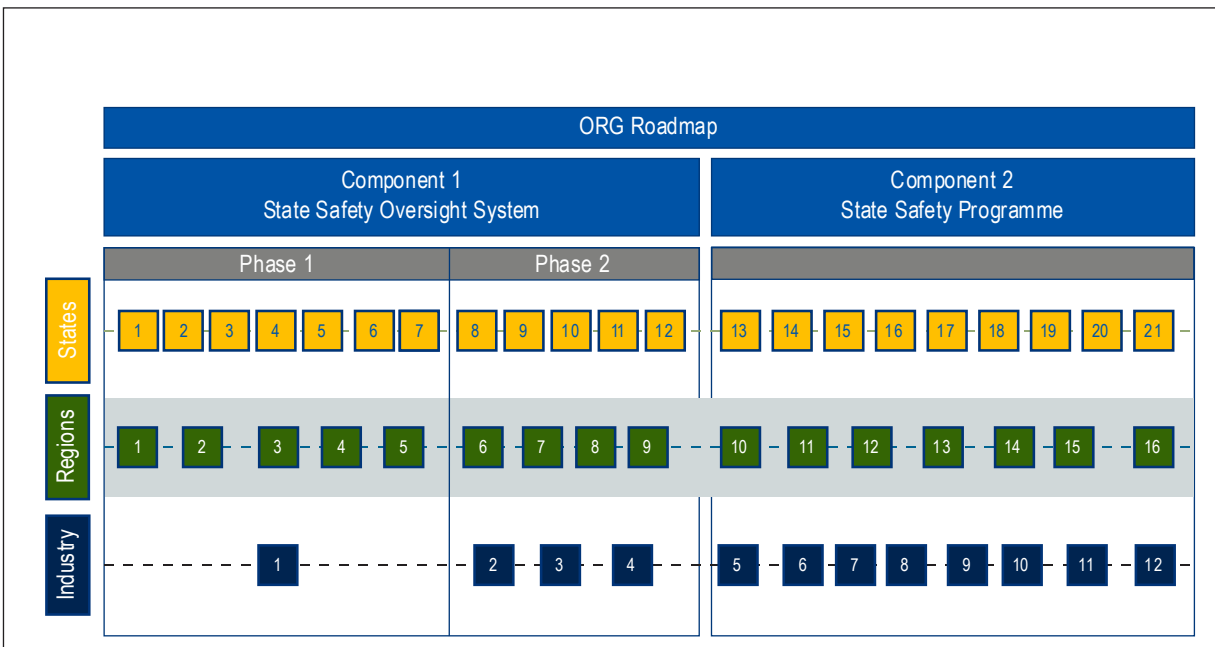 ORG Roadmap
Component 1
State Safety Oversight System
Component 2
State Safety Programme
Phase 1
Phase 2
States
1 2 3 4 5 6 7 8 9 10 11 12 13 14 15 16 17 18 19 20 21
Regions
1 2 3 4 5 6 7 8 9 10 11 12 13 14 15 16
Industry
1 2 3 4 5 6 7 8 9 10 11 12